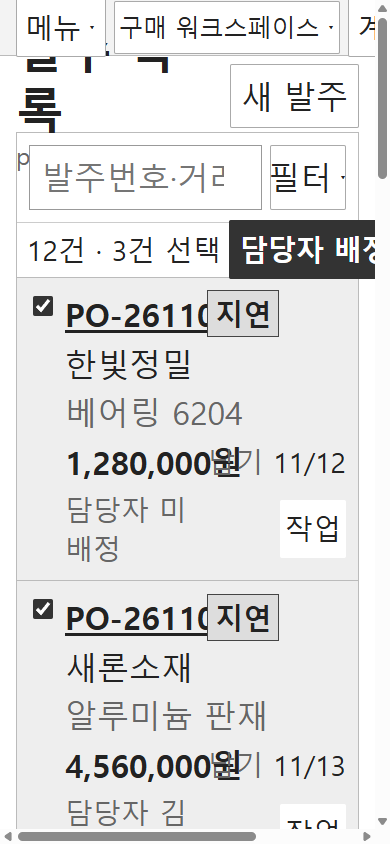 메뉴 구매 워크스페이스
록
새 발주
발주번호·거래
필터
12건 · 3건 선택 담당자 배정
PO-26110 지연
한빛정밀
베어링 6204
1,280,000원 11/12
담당자 미
배정
작업
PO-26110 지연
새론소재
알루미늄 판재
4,560,000원 11/13
담당자 김
작업